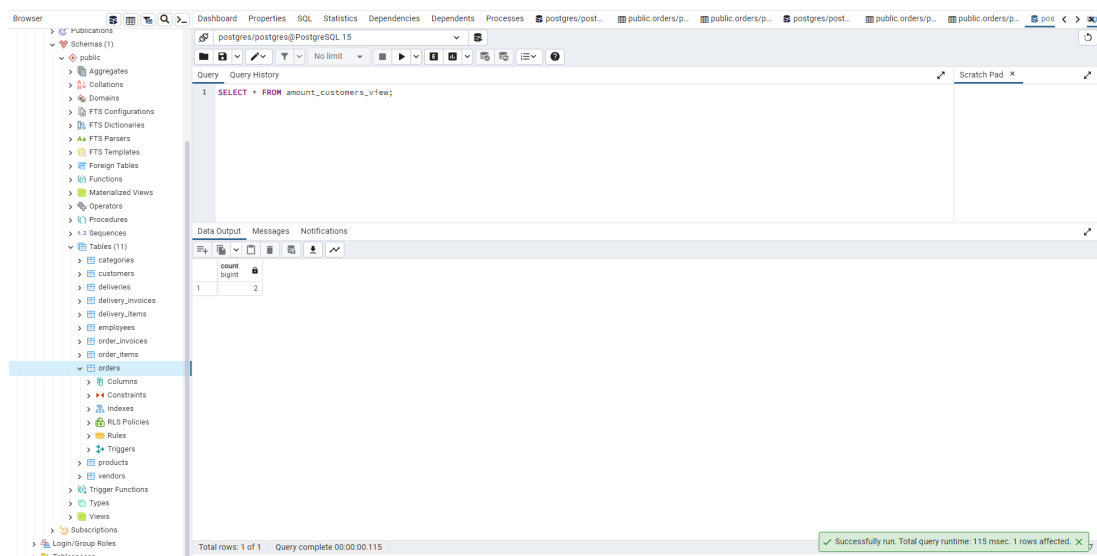 Browser
Dashboard Properties SQL Statistics Dependencies Dependents Processes postgres/post... public.orders/p... public.orders/p... postgres/post... public.orders/p... public.orders/p... pos
Publications
Schemas (1)
public
Aggregates
Collations
Domains
FTS Configurations
FTS Dictionaries
Aa FTS Parsers
FTS Templates
Foreign Tables
Functions
Materialized Views
Operators
Procedures
1..3 Sequences
Tables (11)
categories
customers
deliveries
delivery_invoices
delivery_items
employees
order_invoices
order_items
orders
Columns
Constraints
Indexes
RLS Policies
Rules
Triggers
products
vendors
Trigger Functions
Types
Views
Subscriptions
Login/Group Roles
Tablespaces
postgres/postgres@PostgreSQL 15
No limit
E
Query Query History
Scratch Pad ×
1 SELECT * FROM amount_customers_view;
Data Output Messages Notifications
count
bigint
1 2
Total rows: 1 of 1 Query complete 00:00:00.115
Successfully run. Total query runtime: 115 msec. 1 rows affected. ×